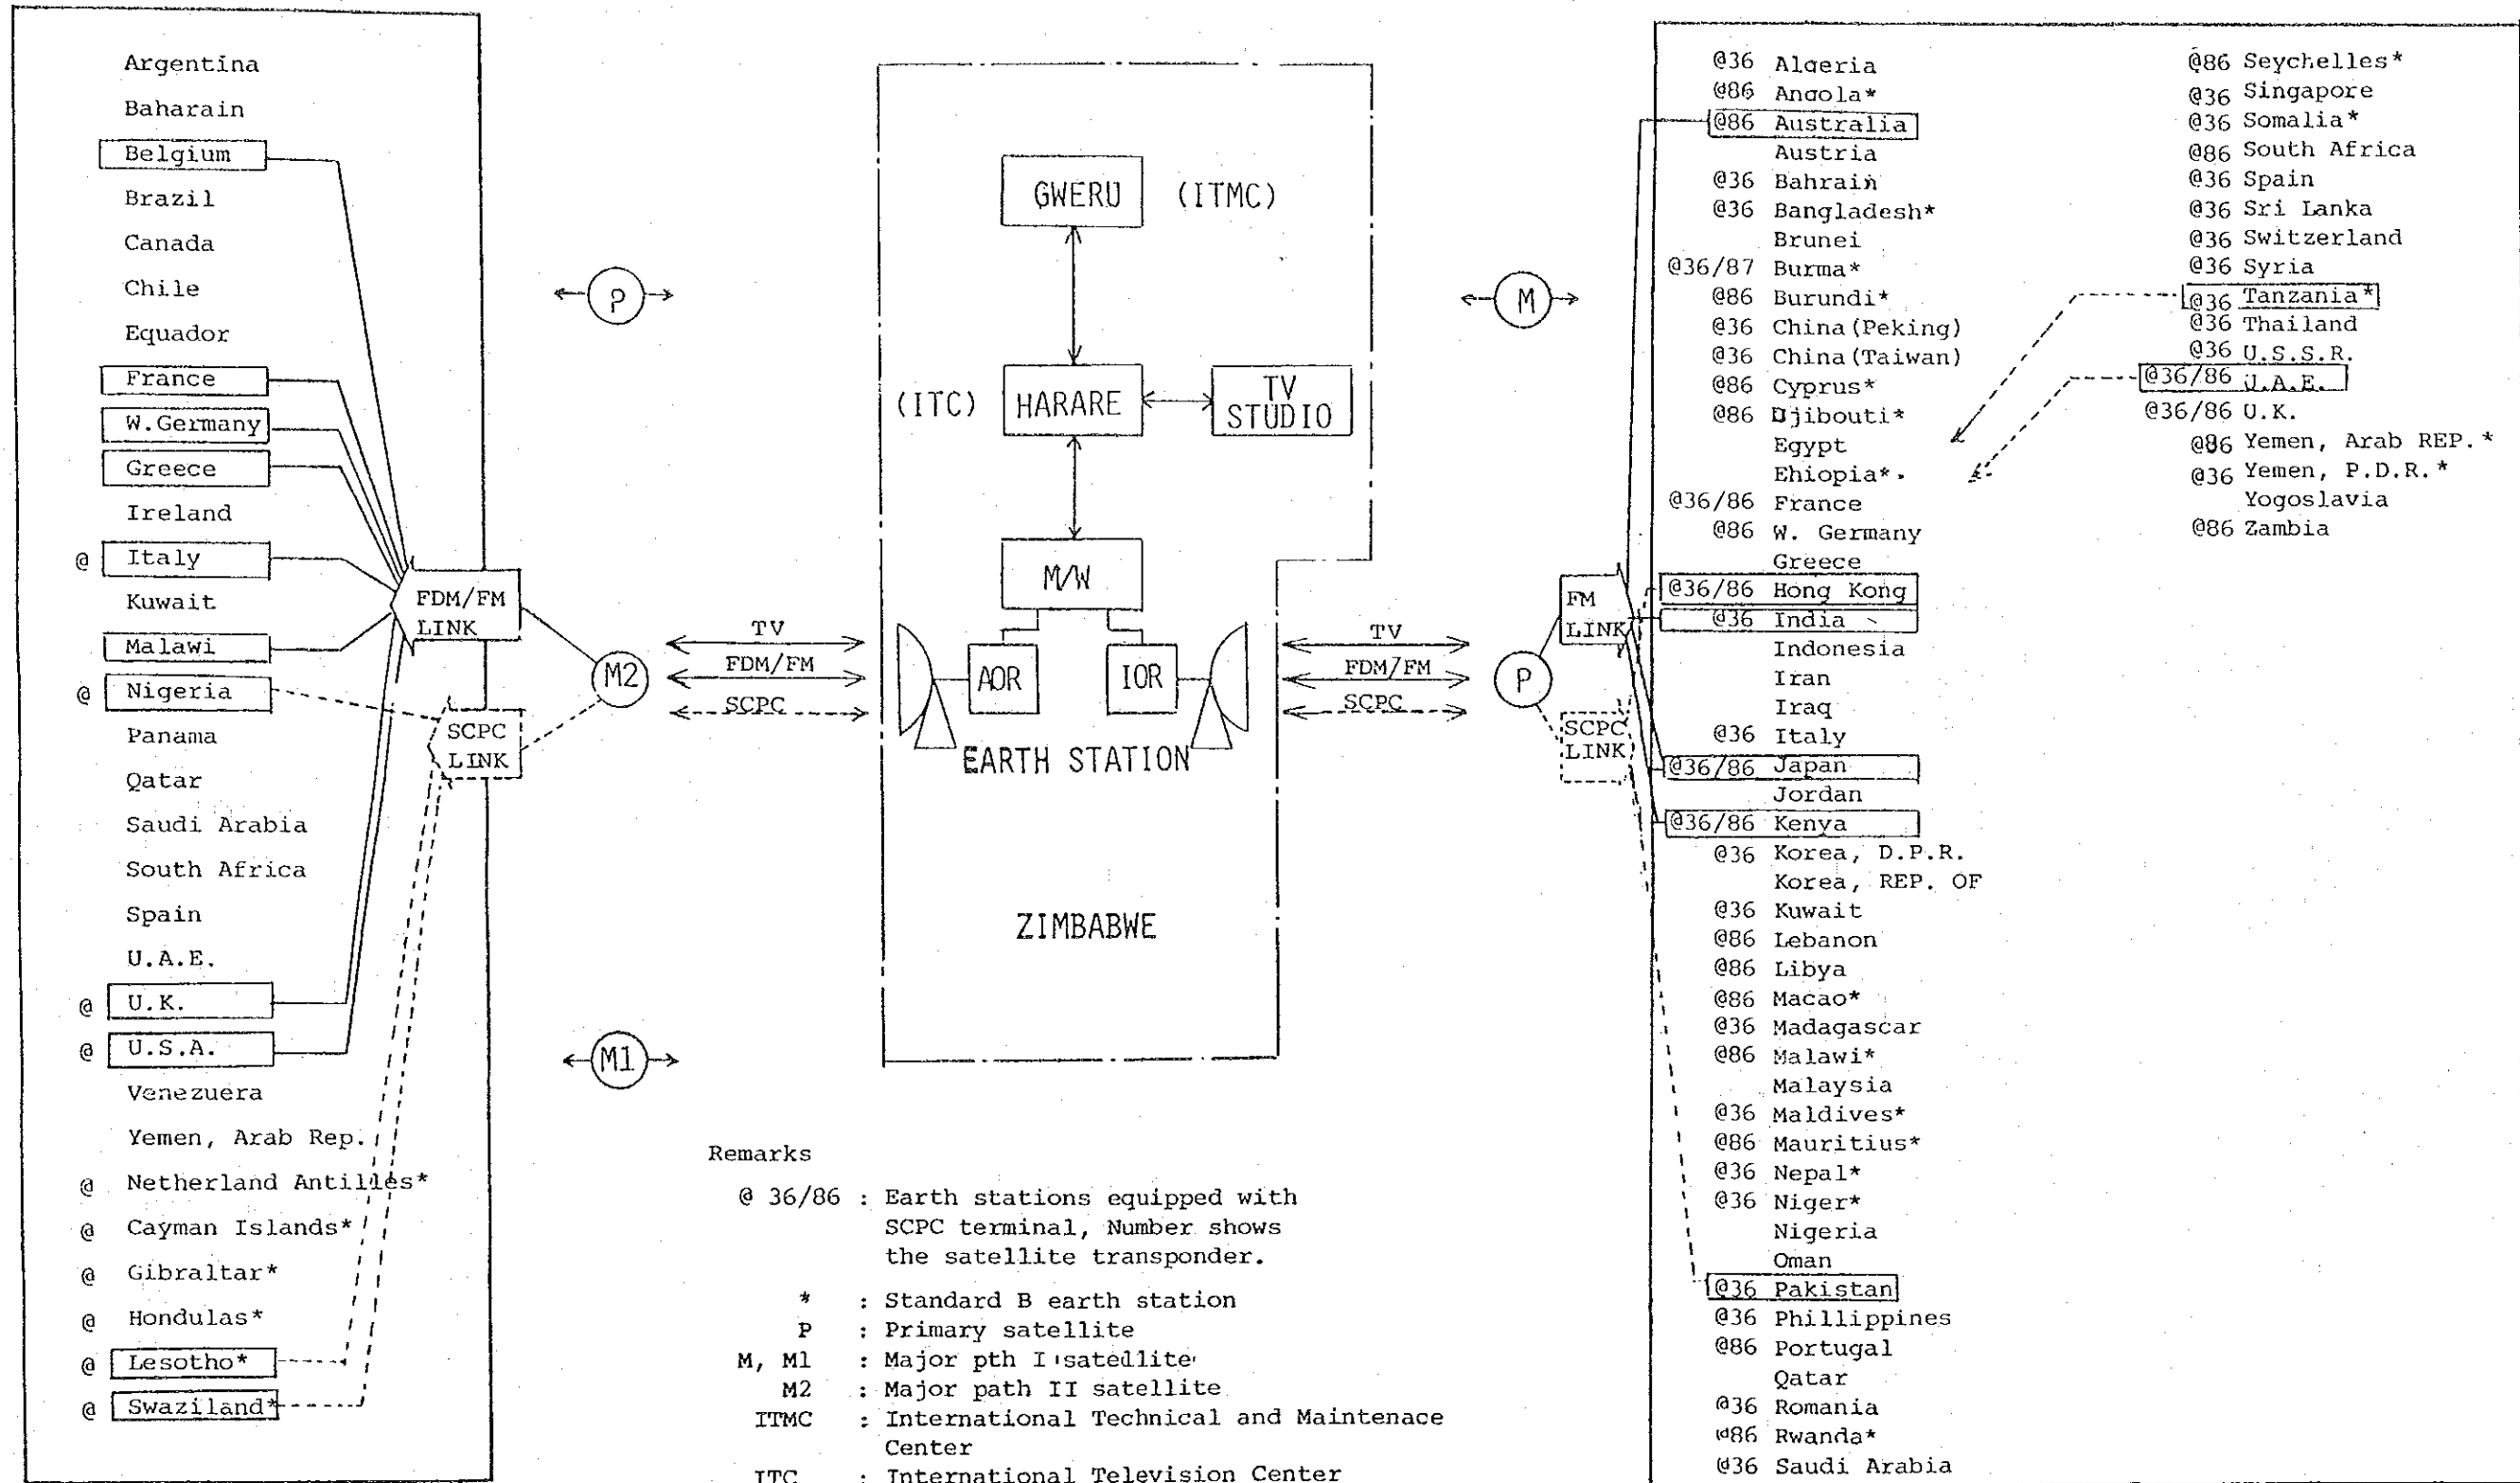 Argentina
Baharain
Belgium
Brazil
Canada
Chile
Equador
France
W.Germany
Greece
Ireland
@ Italy
Kuwait
Malawi
@ Nigeria
Panama
Qatar
Saudi Arabia
South Africa
Spain
U.A.E.
@ U.K.
@ U.S.A.
Venezuera
Yemen, Arab Rep.
@ Netherland Antilles*
@ Cayman Islands*
@ Gibraltar*
@ Hondulas*
@ Lesotho*
@ Swaziland*
FDM/FM
LINK
SCPC
LINK
P
M2
M1
TV
FDM/FM
SCPC
GWERU (ITMC)
(ITC) HARARE
TV
STUDIO
M/W
AOR
IOR
EARTH STATION
ZIMBABWE
TV
FDM/FM
SCPC
M
P
FM
LINK
SCPC
LINK
@36 Algeria
@86 Angola*
@86 Australia
Austria
@36 Bahrain
@36 Bangladesh*
Brunei
@36/87 Burma*
@86 Burundi*
@36 China(Peking)
@36 China(Taiwan)
@86 Cyprus*
@86 Djibouti*
Egypt
Ehiopia*
@36/86 France
@86 W. Germany
Greece
@36/86 Hong Kong
@36 India
Indonesia
Iran
Iraq
@36 Italy
@36/86 Japan
Jordan
@36/86 Kenya
@36 Korea, D.P.R.
Korea, REP. OF
@36 Kuwait
@86 Lebanon
@86 Libya
@86 Macao*
@36 Madagascar
@86 Malawi*
Malaysia
@36 Maldives*
@86 Mauritius*
@36 Nepal*
@36 Niger*
Nigeria
Oman
@36 Pakistan
@36 Phillippines
@86 Portugal
Qatar
@36 Romania
@86 Rwanda*
@36 Saudi Arabia
@86 Seychelles*
@36 Singapore
@36 Somalia*
@86 South Africa
@36 Spain
@36 Sri Lanka
@36 Switzerland
@36 Syria
@36 Tanzania*
@36 Thailand
@36 U.S.S.R.
@36/86 U.A.E.
@36/86 U.K.
@86 Yemen, Arab REP.*
@36 Yemen, P.D.R.*
Yogoslavia
@86 Zambia
Remarks
@ 36/86 : Earth stations equipped with
SCPC terminal, Number shows
the satellite transponder.
* : Standard B earth station
P : Primary satellite
M, M1 : Major pth I satellite
M2 : Major path II satellite
ITMC : International Technical and Maintenace
Center
ITC : International Television Center